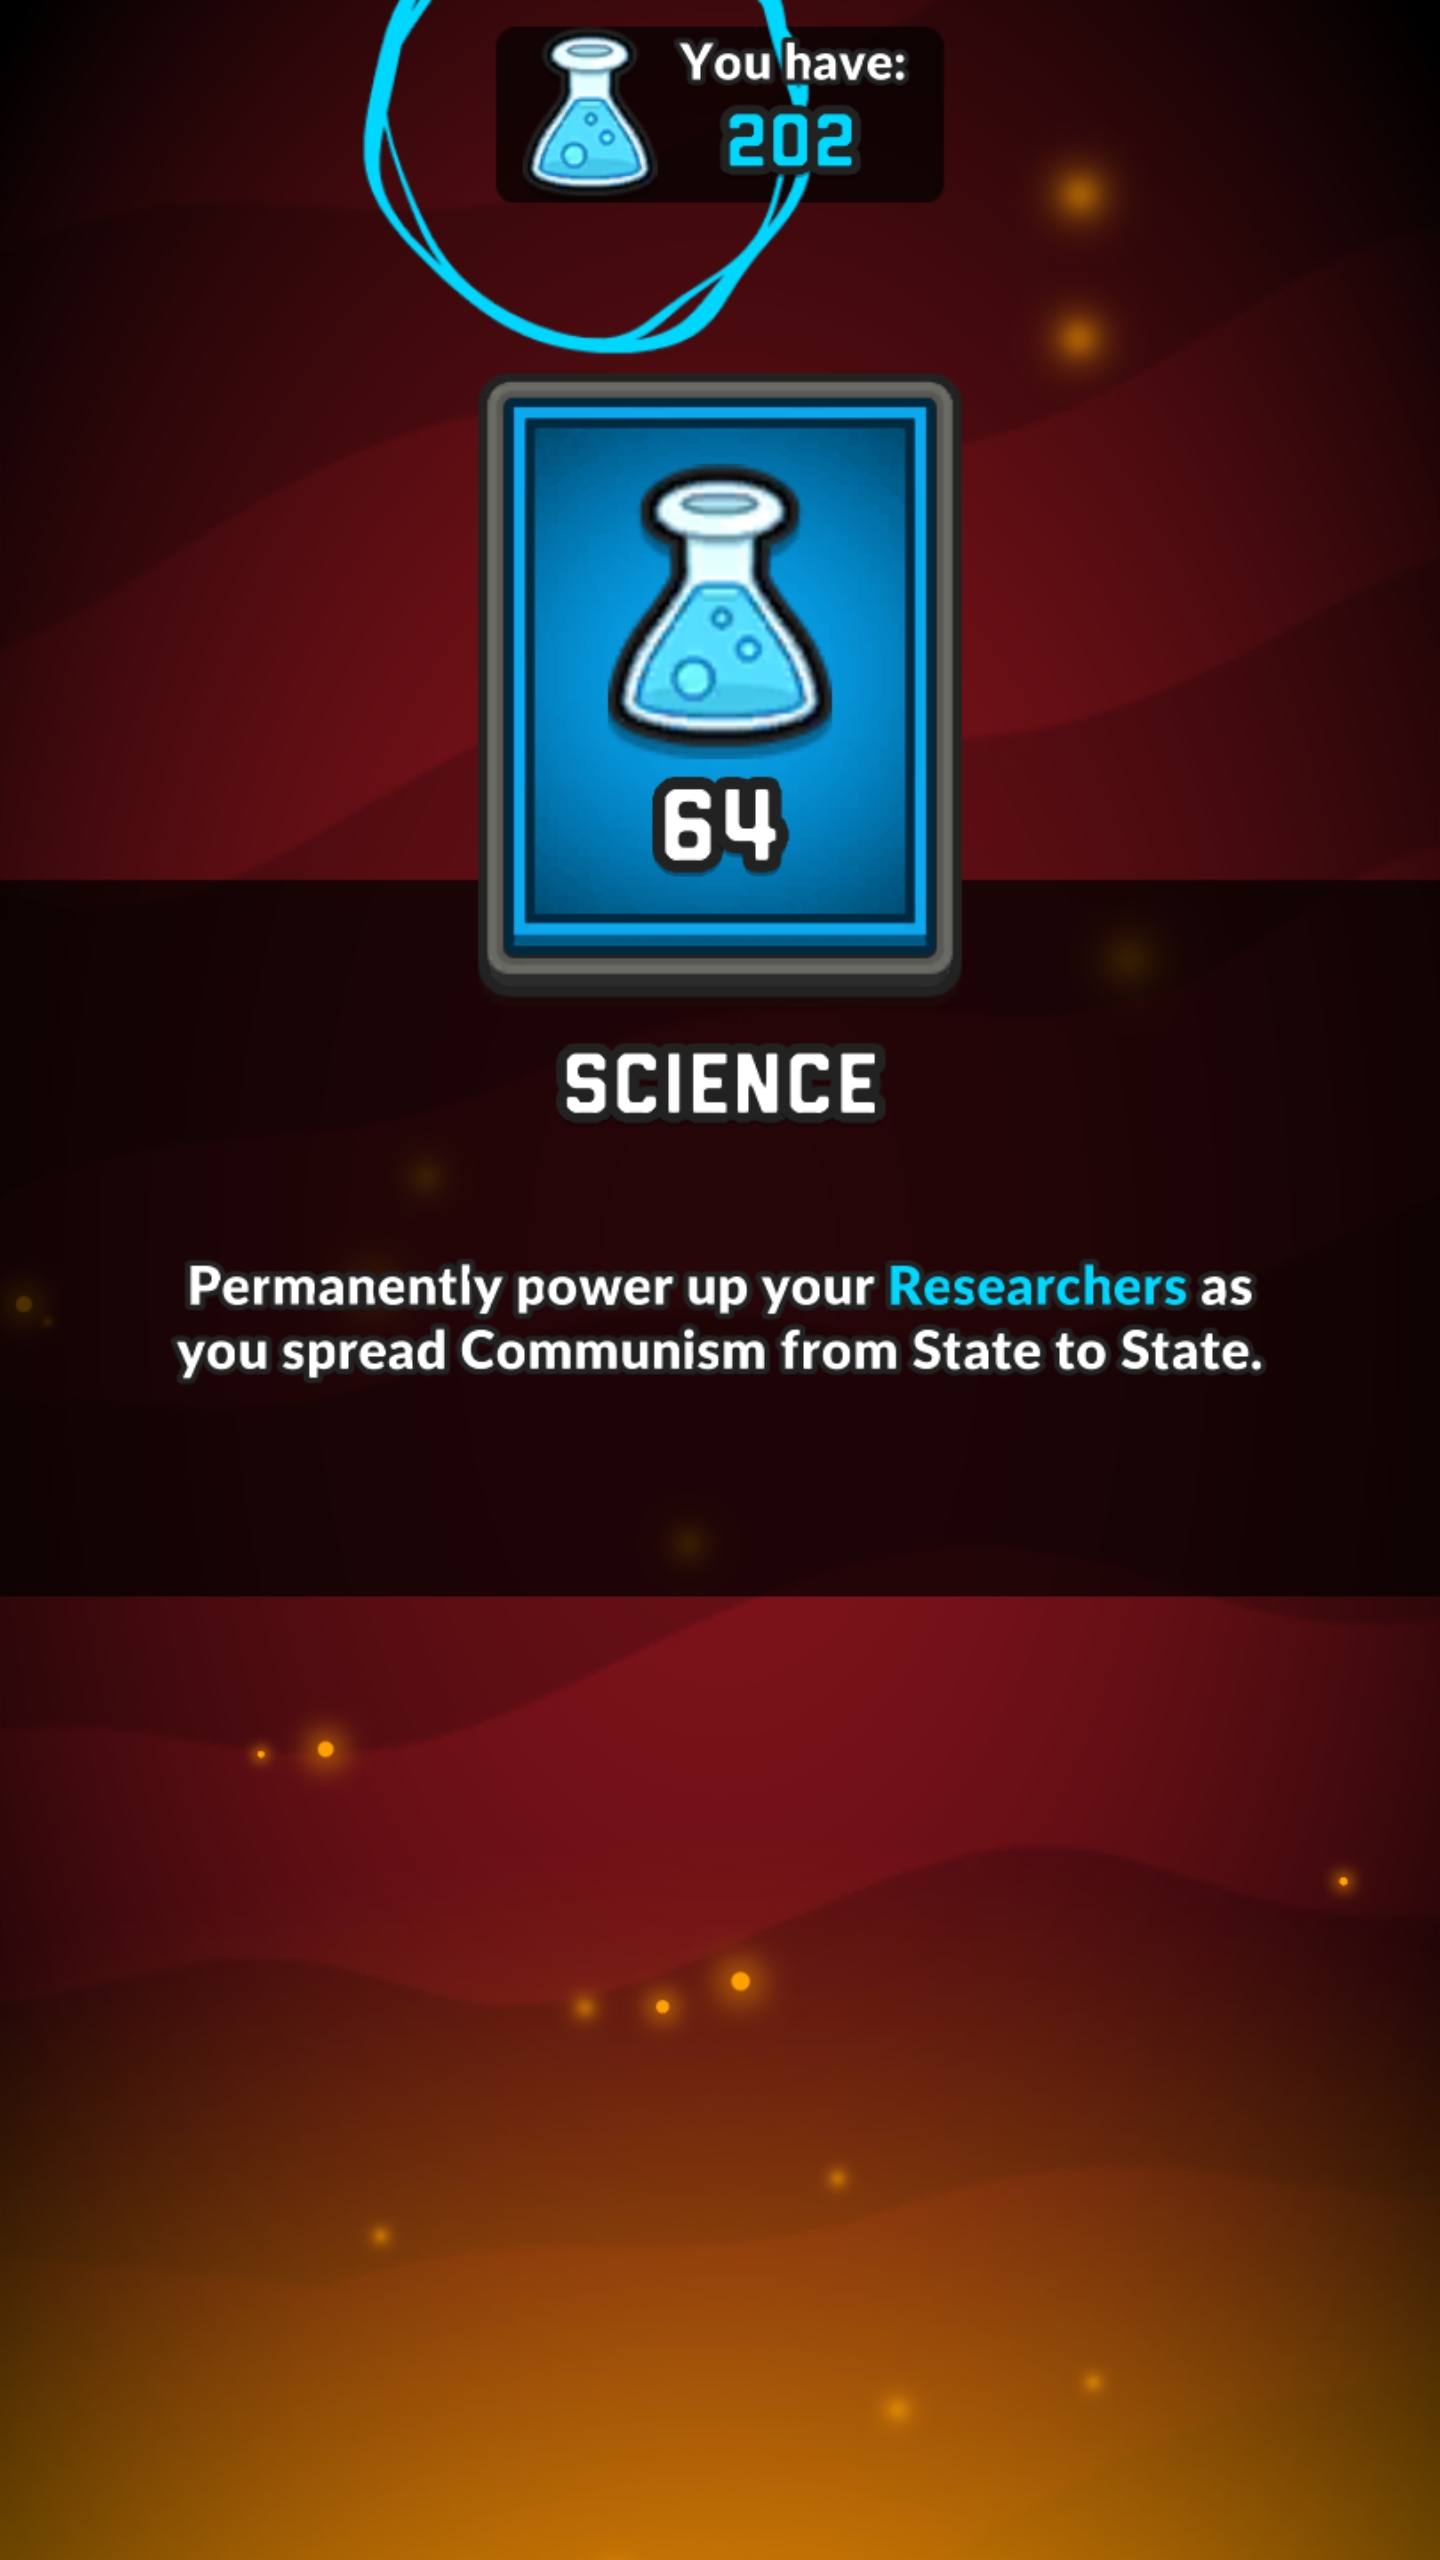 You have:
202
64
SCIENCE
Permanently power up your Researchers as
you spread Communism from State to State.